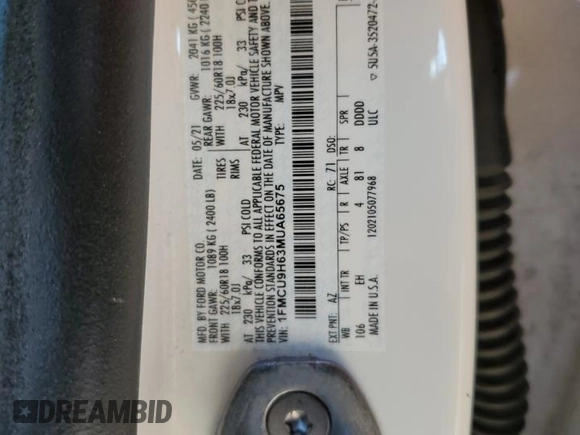 MFD. BY FORD MOTOR CO.
DATE: 05/21 GVWR: 2041 KG (450
FRONT GAWR: 1089 KG (2400 LB) REAR GAWR: 1016 KG (2240
WITH 225/60R18 100H TIRES WITH 225/60R18 100H
18x7.0J RIMS 18x7.0J
AT 230 kPa/ 33 PSI COLD AT 230 kPa/ 33 PSI COL
THIS VEHICLE CONFORMS TO ALL APPLICABLE FEDERAL MOTOR VEHICLE SAFETY AND T
STANDARDS IN EFFECT ON THE DATE OF MANUFACTURE SHOWN ABOVE.
VIN: 1FMCU9H63MUA65675 TYPE: MPV
EXT PNT: AZ RC: 71 DSO:
WB INT TR TP/PS R AXLE TR SPR
106 EH 4 81 8 DDDD
MADE IN U.S.A. 1202105077968 ULC
SUSA-3520472-
DREAMBID